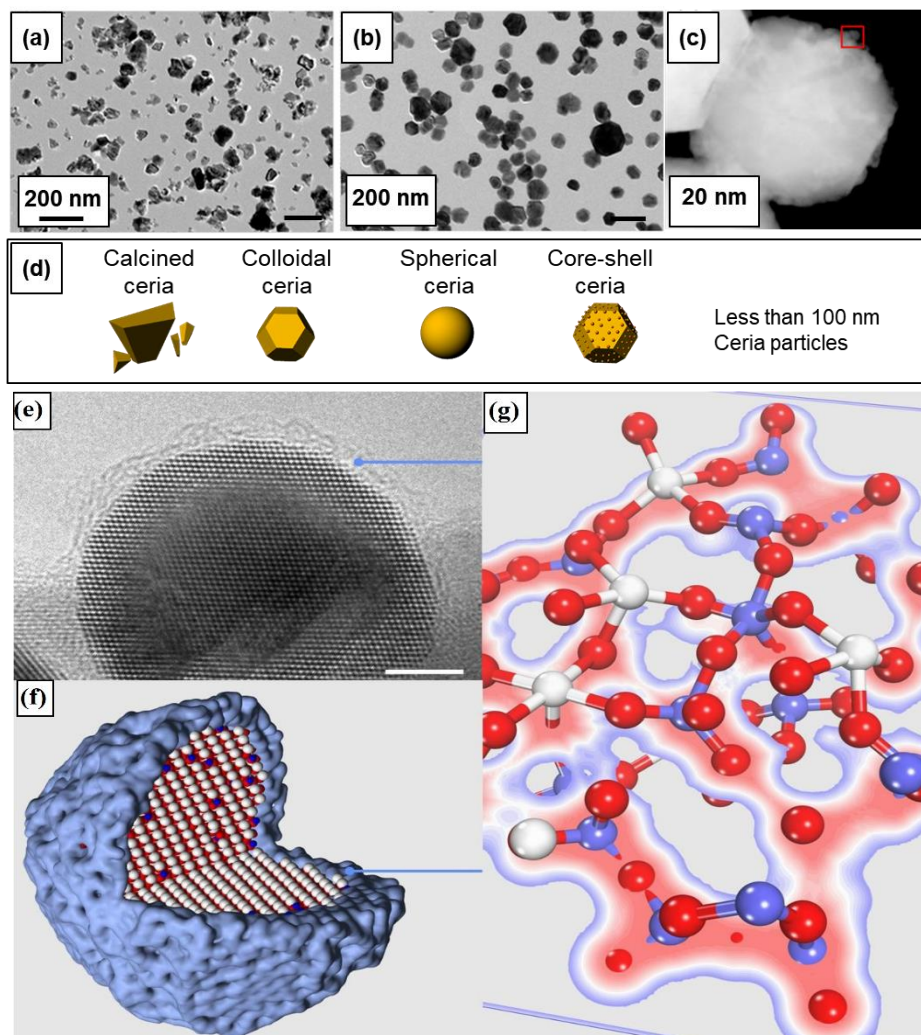 (a)
200 nm
(b)
200 nm
(c)
20 nm
(d)
Calcined
ceria
Colloidal
ceria
Spherical
ceria
Core-shell
ceria
Less than 100 nm
Ceria particles
(e)
(g)
(f)